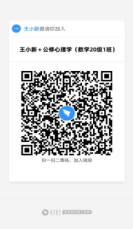 王小新邀请你加入
王小新+公修心理学（数学20级1班）
扫一扫二维码，加入班级